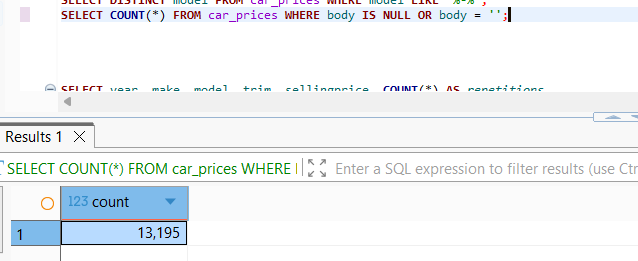 SELECT DISTINCT model FROM car_prices WHERE model LIKE '%-%';
SELECT COUNT(*) FROM car_prices WHERE body IS NULL OR body = '';
SELECT year, make, model, trim, sellingprice, COUNT(*) AS repetitions
Results 1
SELECT COUNT(*) FROM car_prices WHERE Enter a SQL expression to filter results (use Ctr
123 count
1 13,195